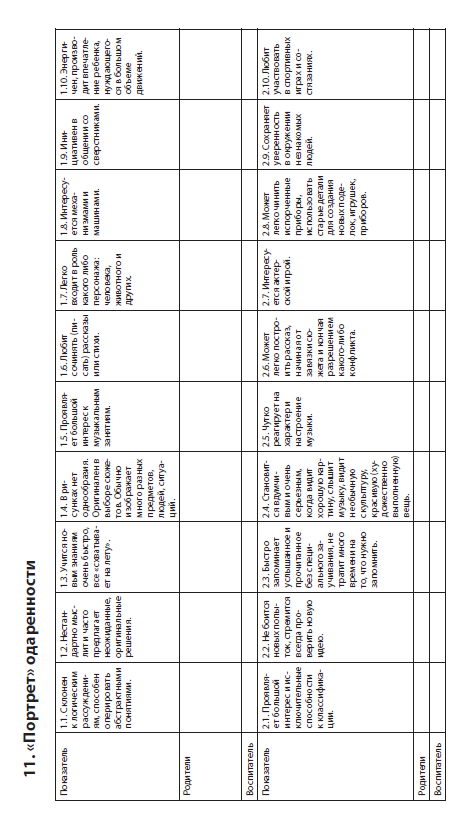 11. «Портрет» одаренности
Показатель
1.1. Склонен
к логическим
рассуждени-
ям, способен
оперировать
абстрактными
понятиями.
1.2. Нестан-
дартно мыс-
лит и часто
предлагает
неожиданные,
оригинальные
решения.
1.3. Учится но-
вым знаниям
очень быстро,
все «схватыва-
ет на лету».
1.4. В ри-
сунках нет
однообразия.
Оригинален в
выборе сюже-
тов. Обычно
изображает
много разных
предметов,
людей, ситуа-
ций.
1.5. Проявля-
ет большой
интерес к
музыкальным
занятиям.
1.6. Любит
сочинять (пи-
сать) рассказы
или стихи.
1.7. Легко
входит в роль
какого либо
персонажа:
человека,
животного и
других.
1.8. Интересу-
ется меха-
низмами и
машинами.
1.9. Ини-
циативен в
общении со
сверстниками.
1.10. Энерги-
чен, произво-
дит впечатле-
ние ребенка,
нуждающего-
ся в большом
объеме
движений.
Родители
Воспитатель
Показатель
2.1. Проявля-
ет большой
интерес и ис-
ключительные
способности
к классифика-
ции.
2.2. Не боится
новых попы-
ток, стремится
всегда про-
верить новую
идею.
2.3. Быстро
запоминает
услышанное и
прочитанное
без специ-
ального за-
учивания, не
тратит много
времени на
то, что нужно
запомнить.
2.4. Становит-
ся вдумчи-
вым и очень
серьезным,
когда видит
хорошую кар-
тину, слышит
музыку, видит
необычную
скульптуру,
красивую (ху-
дожественно
выполненную)
вещь.
2.5. Чутко
реагирует на
характер и
настроение
музыки.
2.6. Может
легко постро-
ить рассказ,
начиная от
завязки сю-
жета и кончая
разрешением
какого-либо
конфликта.
2.7. Интересу-
ется актер-
ской игрой.
2.8. Может
легко чинить
испорченные
приборы,
использовать
старые детали
для создания
новых поде-
лок, игрушек,
приборов.
2.9. Сохраняет
уверенность
в окружении
незнакомых
людей.
2.10. Любит
участвовать
в спортивных
играх и со-
стязаниях.
Родители
Воспитатель